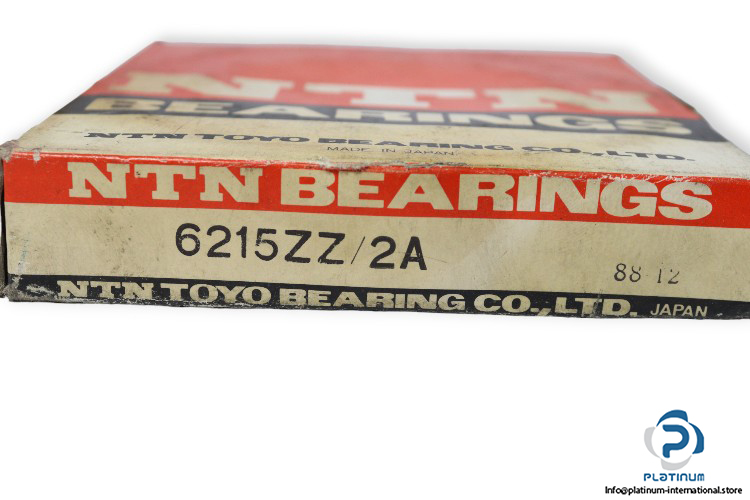 NTN
BEARINGS
NTN TOYO BEARING CO.,LTD.
MADE IN JAPAN
NTN BEARINGS
6215ZZ/2A
88 12
NTN TOYO BEARING CO.,LTD. JAPAN
PLATINUM
Info@platinum-international.store